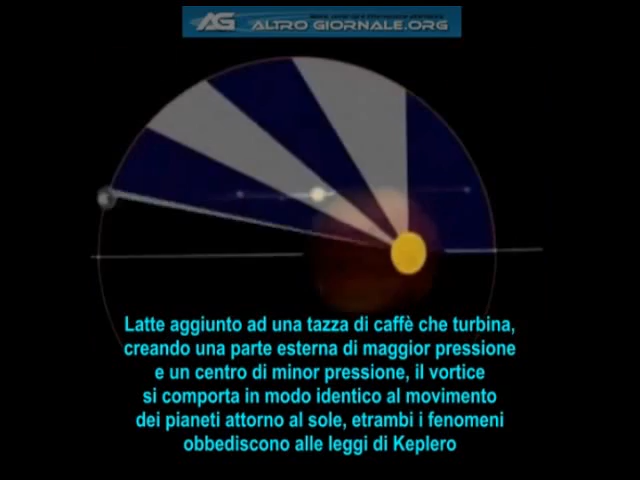 AG ALTRO GIORNALE.ORG
Latte aggiunto ad una tazza di caffè che turbina,
creando una parte esterna di maggior pressione
e un centro di minor pressione, il vortice
si comporta in modo identico al movimento
dei pianeti attorno al sole, etrambi i fenomeni
obbediscono alle leggi di Keplero